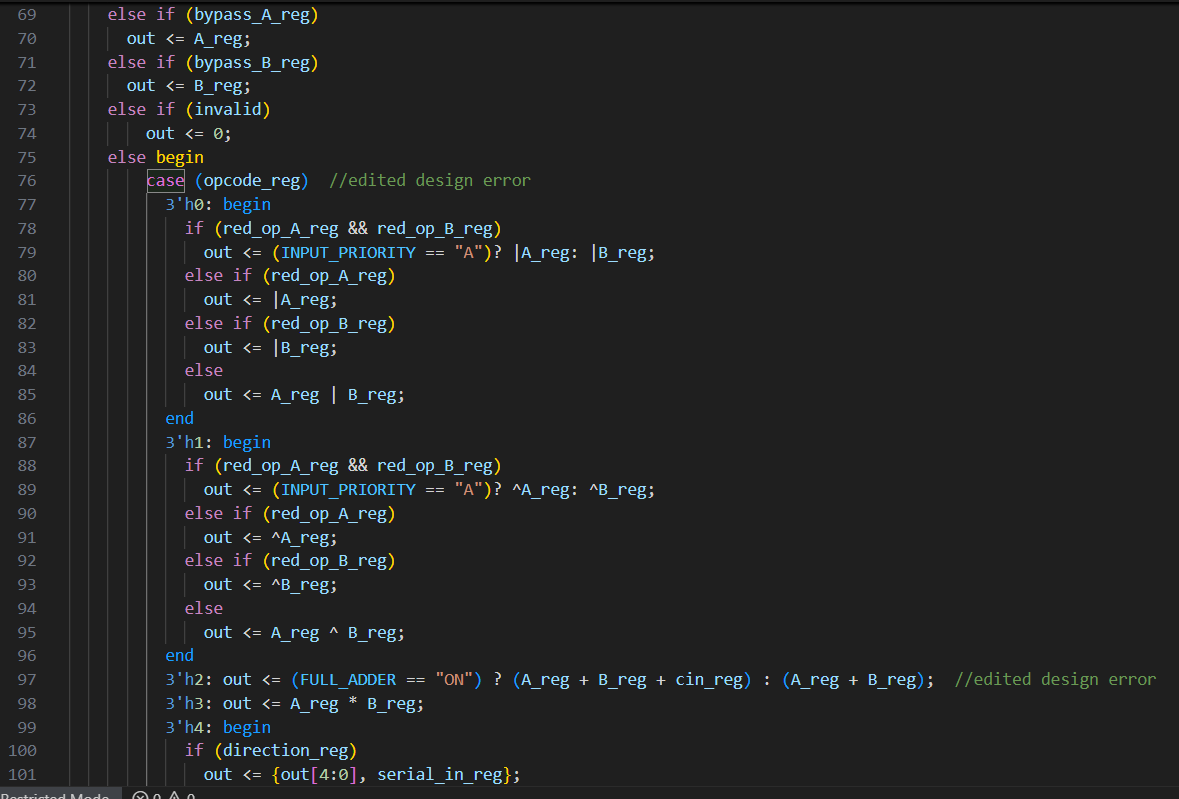 69 else if (bypass_A_reg)
70 out <= A_reg;
71 else if (bypass_B_reg)
72 out <= B_reg;
73 else if (invalid)
74 out <= 0;
75 else begin
76 case (opcode_reg)  //edited design error
77 3'h0: begin
78 if (red_op_A_reg && red_op_B_reg)
79 out <= (INPUT_PRIORITY == "A")? |A_reg: |B_reg;
80 else if (red_op_A_reg)
81 out <= |A_reg;
82 else if (red_op_B_reg)
83 out <= |B_reg;
84 else
85 out <= A_reg | B_reg;
86 end
87 3'h1: begin
88 if (red_op_A_reg && red_op_B_reg)
89 out <= (INPUT_PRIORITY == "A")? ^A_reg: ^B_reg;
90 else if (red_op_A_reg)
91 out <= ^A_reg;
92 else if (red_op_B_reg)
93 out <= ^B_reg;
94 else
95 out <= A_reg ^ B_reg;
96 end
97 3'h2: out <= (FULL_ADDER == "ON") ? (A_reg + B_reg + cin_reg) : (A_reg + B_reg);  //edited design error
98 3'h3: out <= A_reg * B_reg;
99 3'h4: begin
100 if (direction_reg)
101 out <= {out[4:0], serial_in_reg};
Restricted Mode 0 0